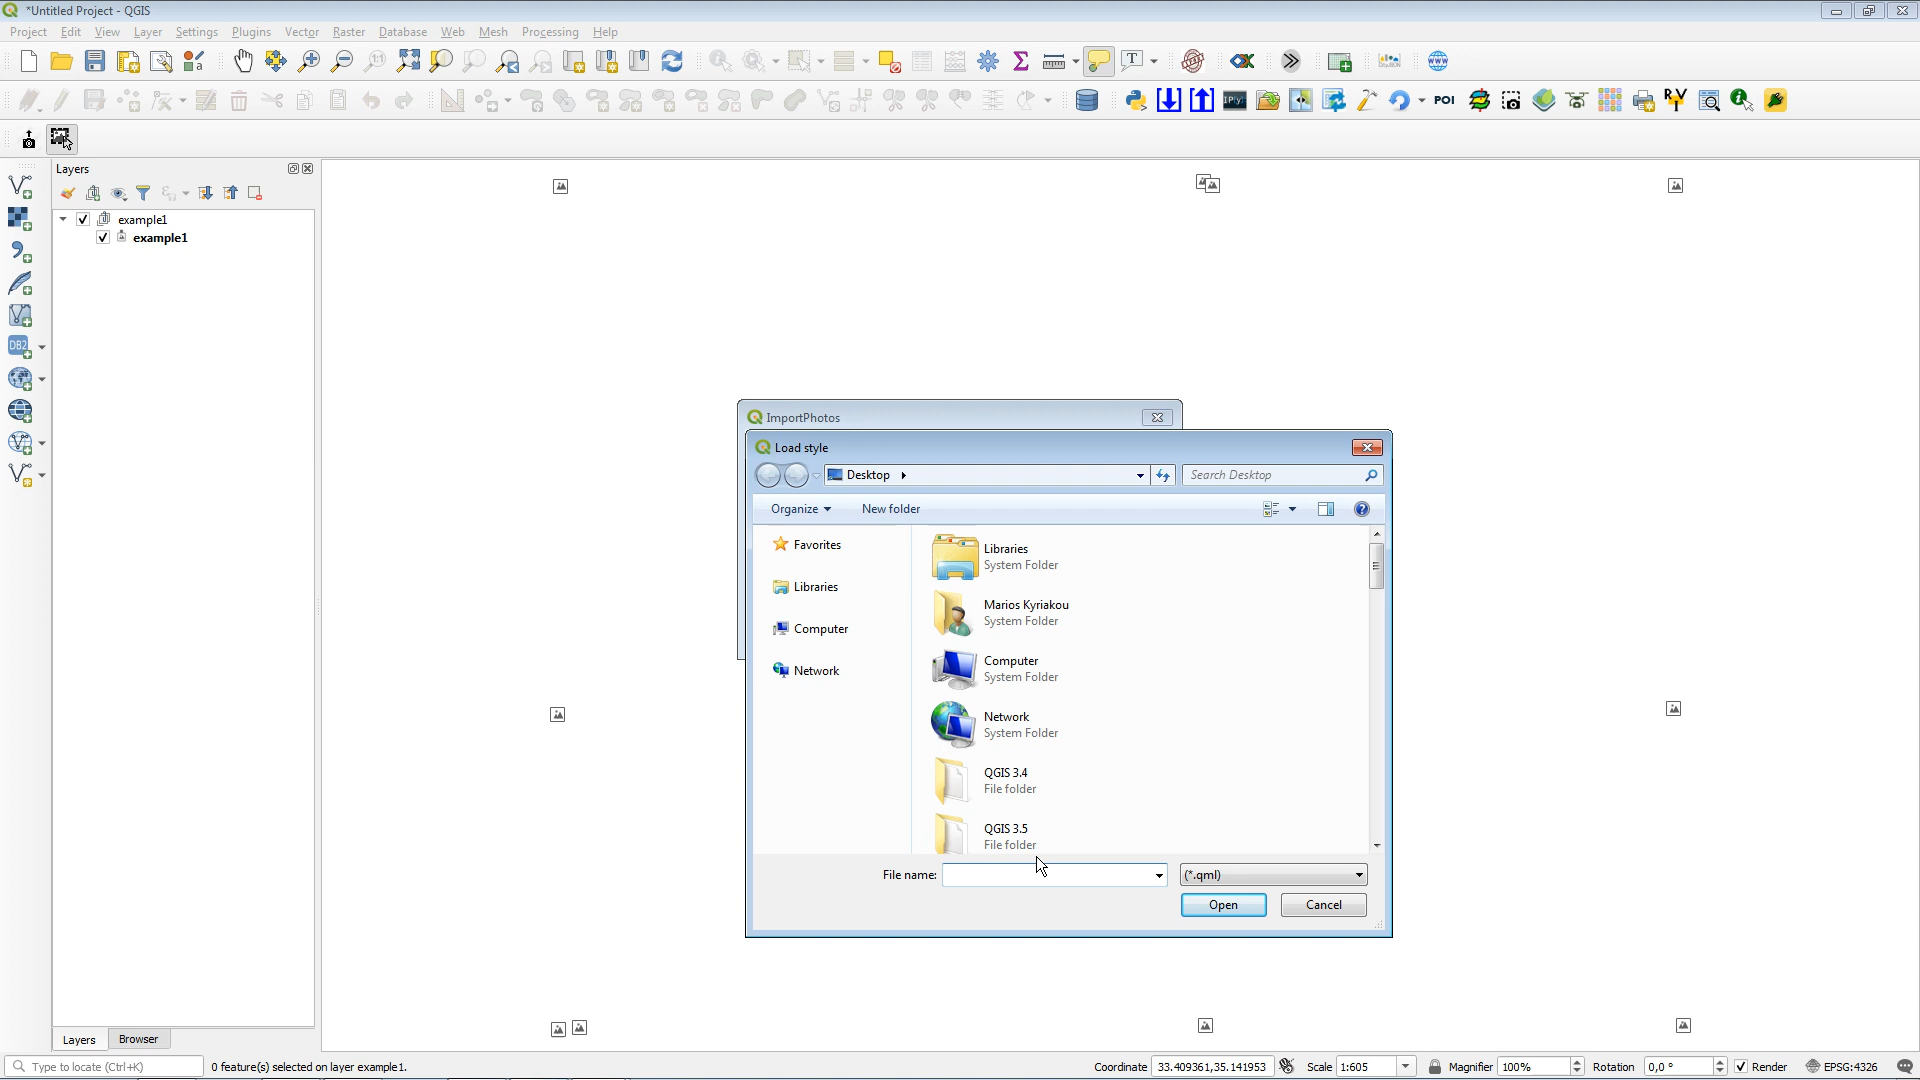 *Untitled Project - QGIS
Project Edit View Layer Settings Plugins Vector Raster Database Web Mesh Processing Help
POI
Layers
example1
example1
ImportPhotos
Load style
Desktop
Search Desktop
Organize
New folder
Favorites
Libraries
Computer
Network
Libraries
System Folder
Marios Kyriakou
System Folder
Computer
System Folder
Network
System Folder
QGIS 3.4
File folder
QGIS 3.5
File folder
File name:
(*.qml)
Open
Cancel
Layers
Browser
Type to locate (Ctrl+K)
0 feature(s) selected on layer example1.
Coordinate 33.409361,35.141953 Scale 1:605 Magnifier 100% Rotation 0,0 ° Render EPSG:4326